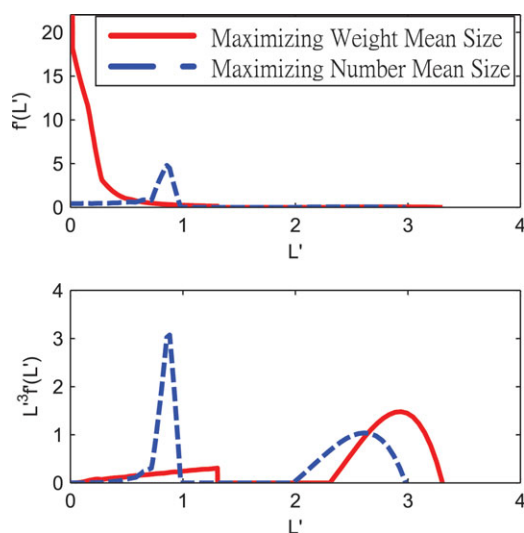 Maximizing Weight Mean Size
Maximizing Number Mean Size
f'(L')
20
15
10
5
0
0 1 2 3 4
L'
L'³f'(L')
4
3
2
1
0
0 1 2 3 4
L'